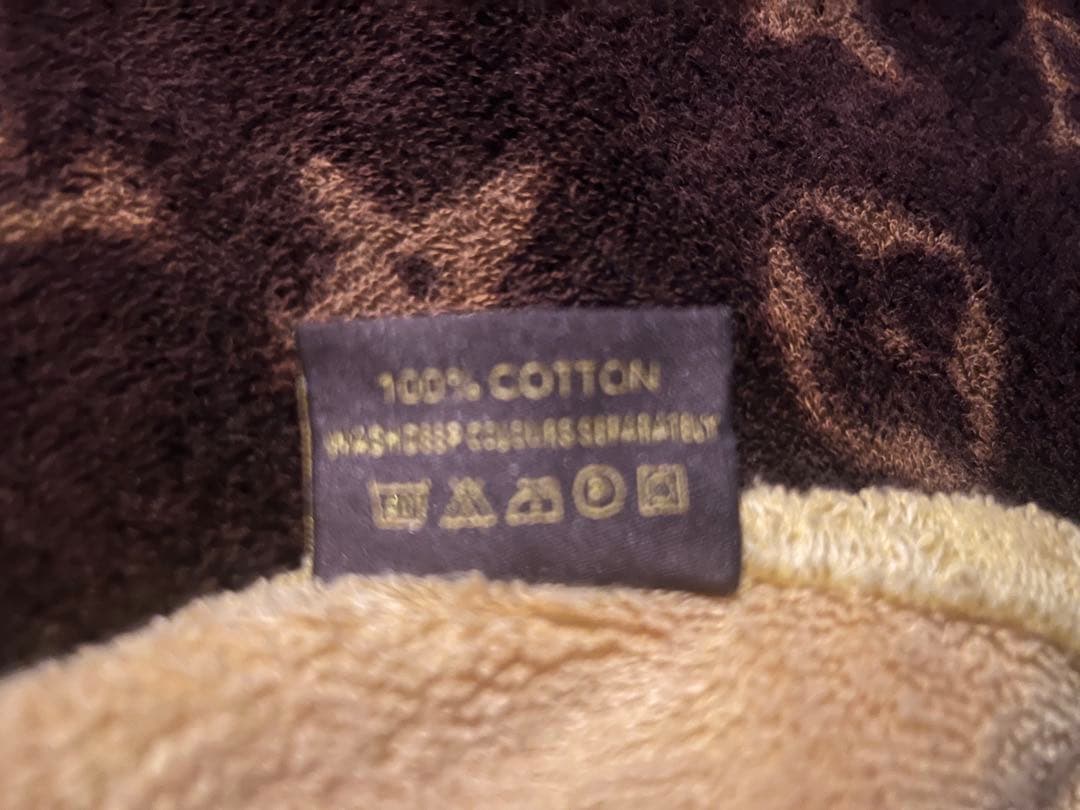 100% COTTON
WASH DEEP COLOURS SEPARATELY